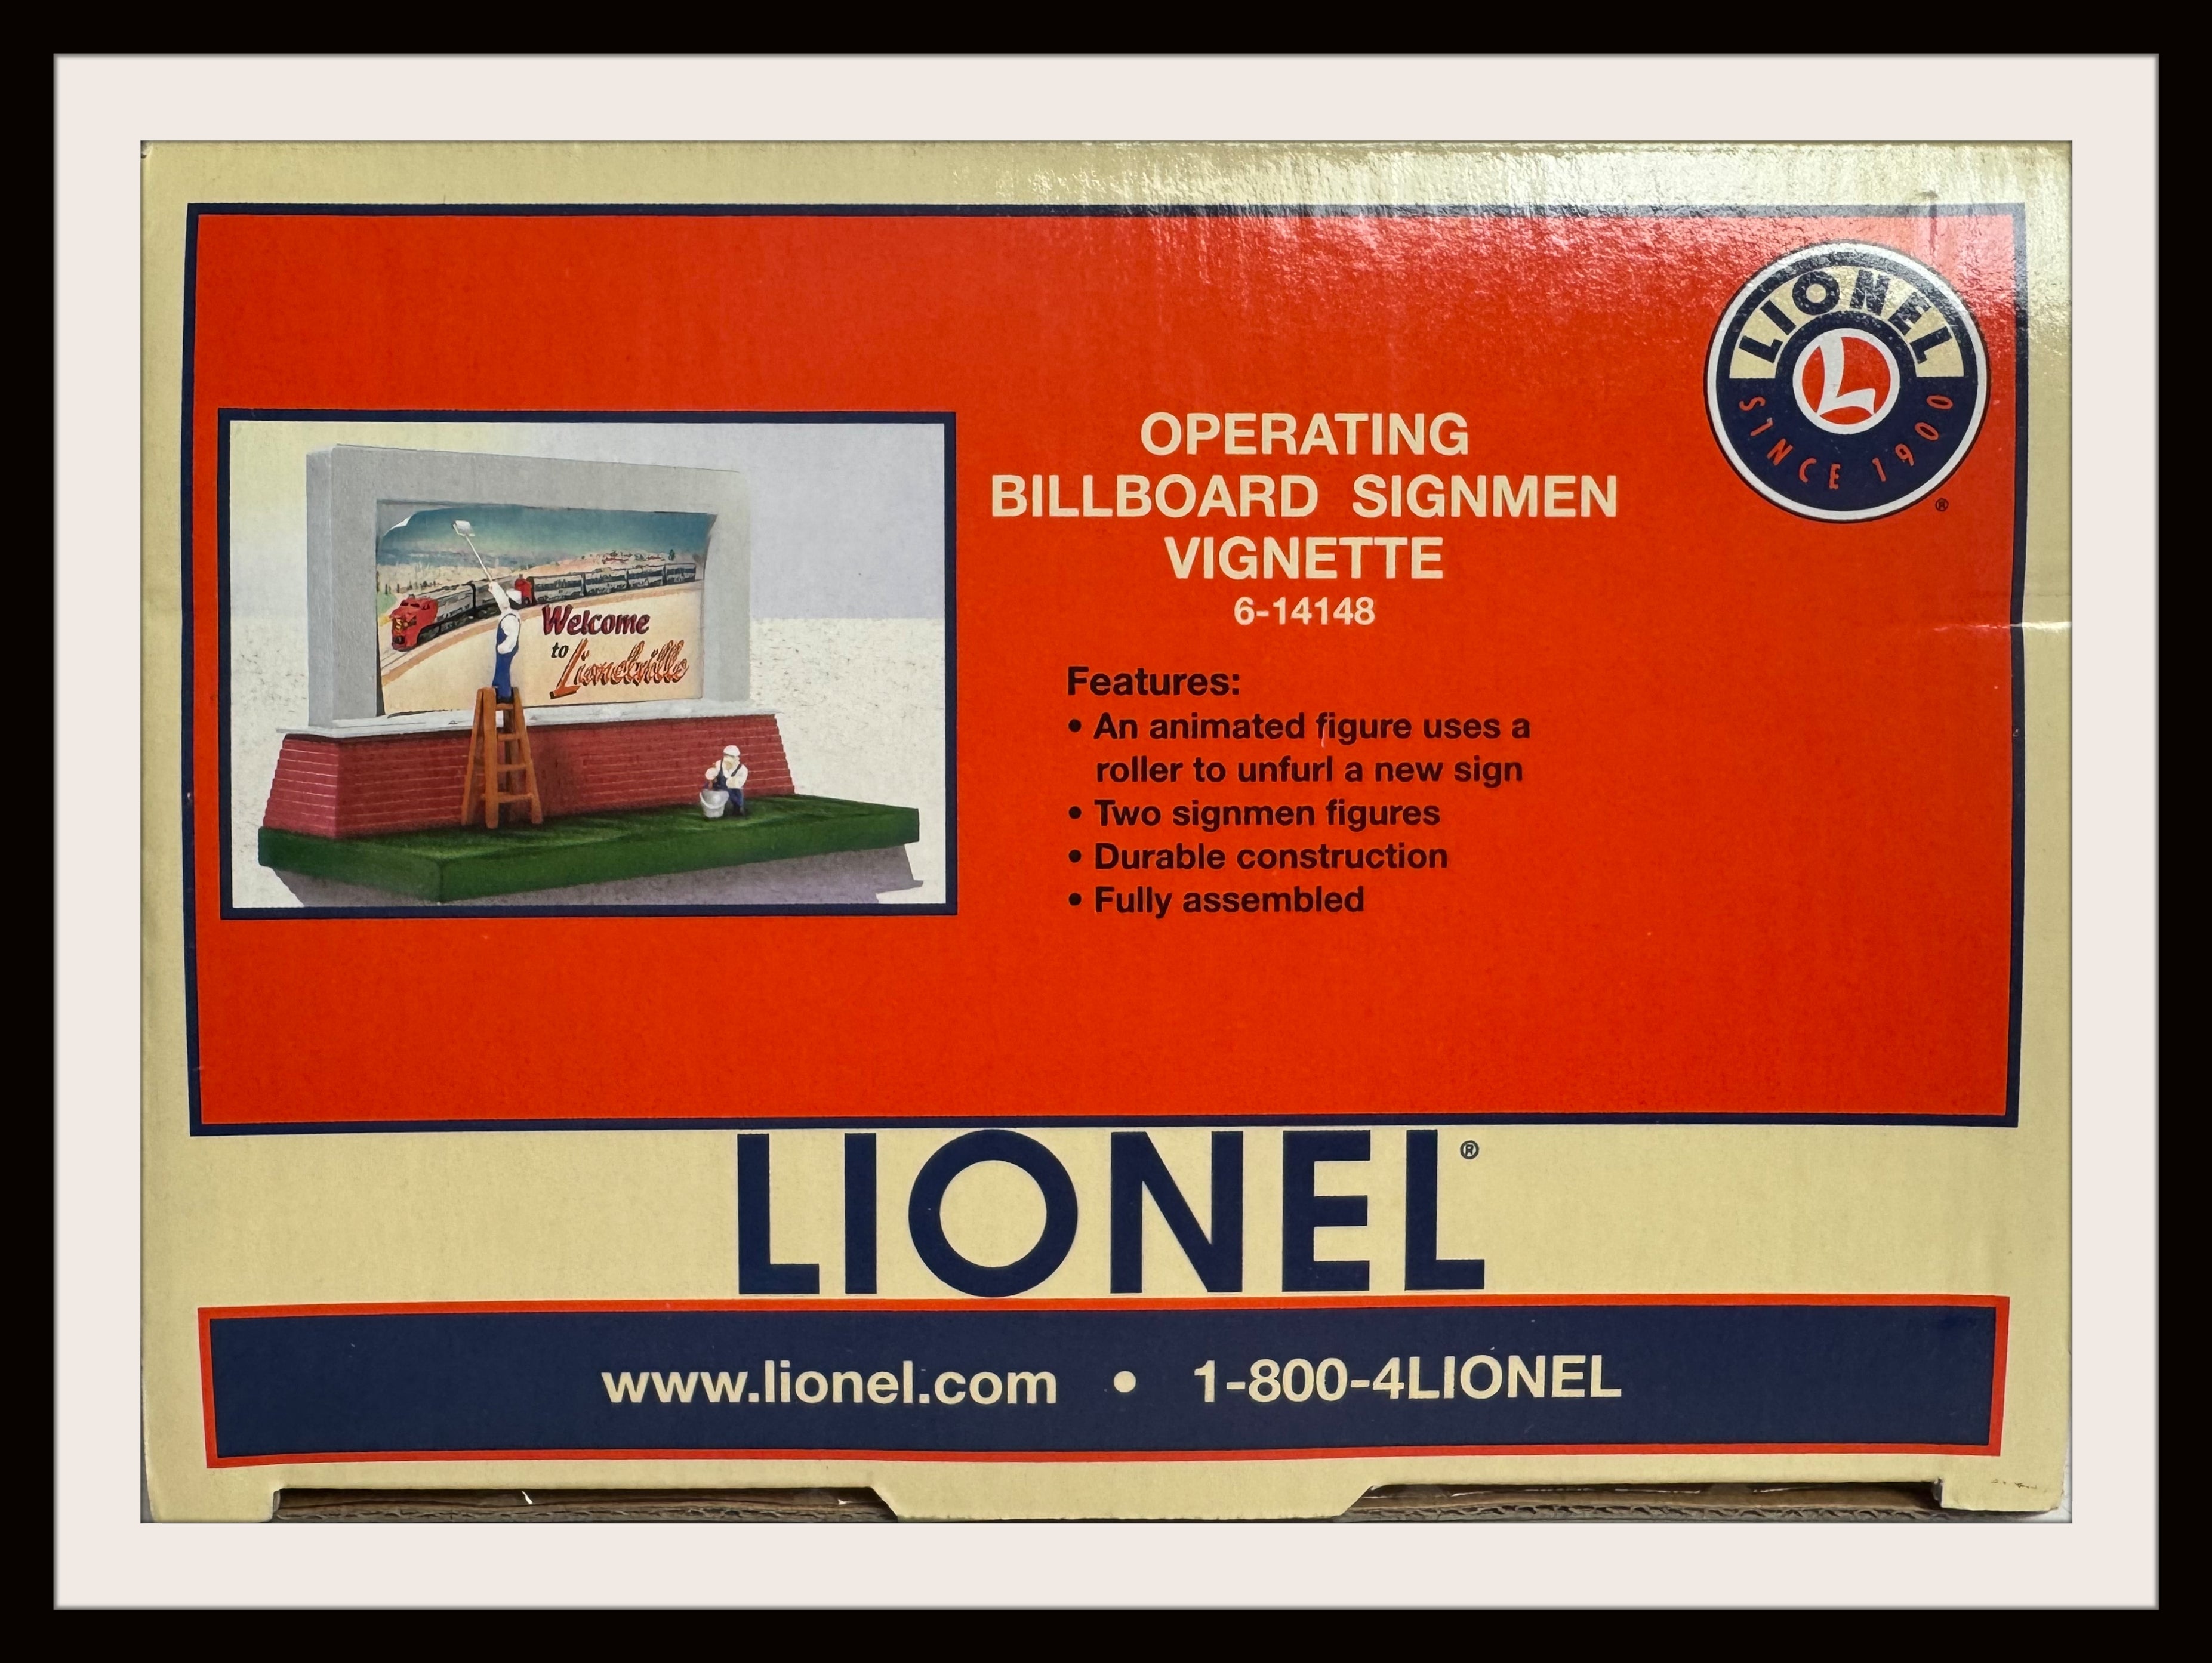 LIONEL
L
SINCE 1900
®
OPERATING
BILLBOARD SIGNMEN
VIGNETTE
6-14148
Welcome
to Lionelville
Features:
• An animated figure uses a
roller to unfurl a new sign
• Two signmen figures
• Durable construction
• Fully assembled
LIONEL®
www.lionel.com • 1-800-4LIONEL